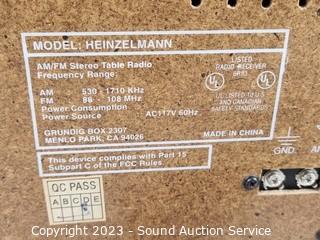 MODEL: HEINZELMANN
AM/FM Stereo Table Radio
Frequency Range:
AM 530 - 1710 KHz
FM 88 - 108 MHz
Power Consumption
Power Source AC117V 60Hz
GRUNDIG BOX 2307
MENLO PARK, CA 94026
LISTED
RADIO RECEIVER
UL
UL
LISTED TO U.S.
AND CANADIAN
SAFETY STANDARDS
MADE IN CHINA
This device complies with Part 15
Subpart C of the FCC Rules.
QC PASS
A B C D E
GND.
AM
Copyright 2023 - Sound Auction Service